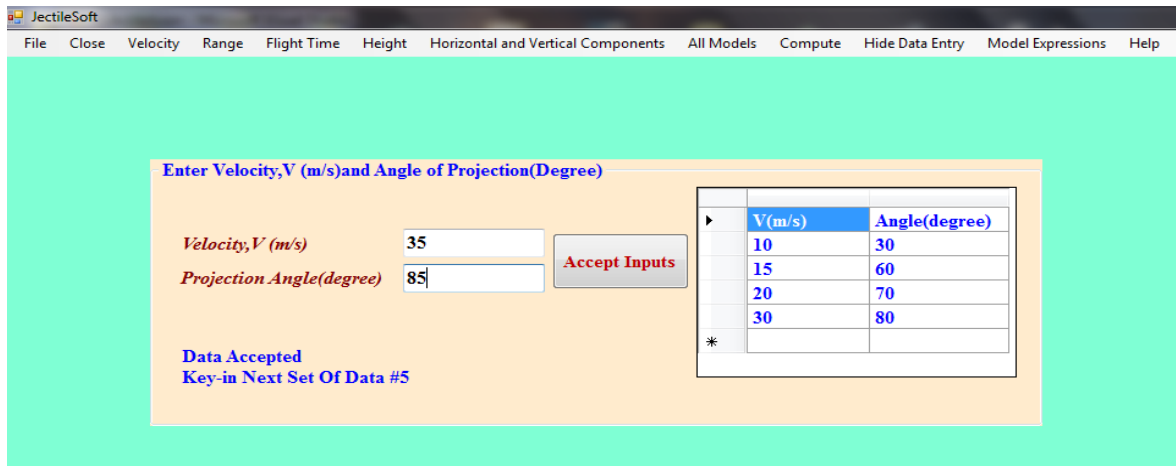 JectileSoft
File Close Velocity Range Flight Time Height Horizontal and Vertical Components All Models Compute Hide Data Entry Model Expressions Help
Enter Velocity,V (m/s)and Angle of Projection(Degree)
Velocity,V (m/s) 35
Projection Angle(degree) 85
Accept Inputs
Data Accepted
Key-in Next Set Of Data #5
V(m/s) Angle(degree)
10 30
15 60
20 70
30 80